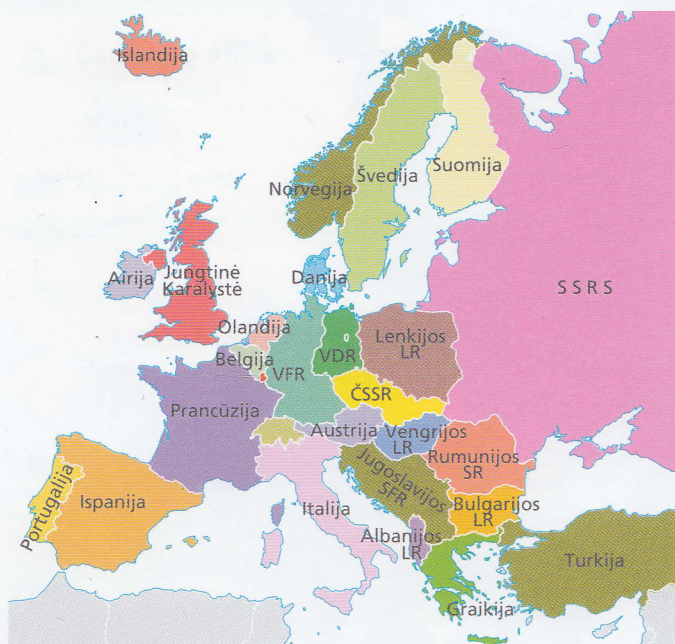 Islandija
Norvegija
Švedija
Suomija
Airija
Jungtinė
Karalystė
Danija
SSRS
Olandija
Belgija
VFR
VDR
Lenkijos
LR
ČSSR
Prancūzija
Austrija
Vengrijos
LR
Rumunijos
SR
Jugoslavijos
SFR
Portugalija
Ispanija
Italija
Bulgarijos
LR
Albanijos
LR
Graikija
Turkija